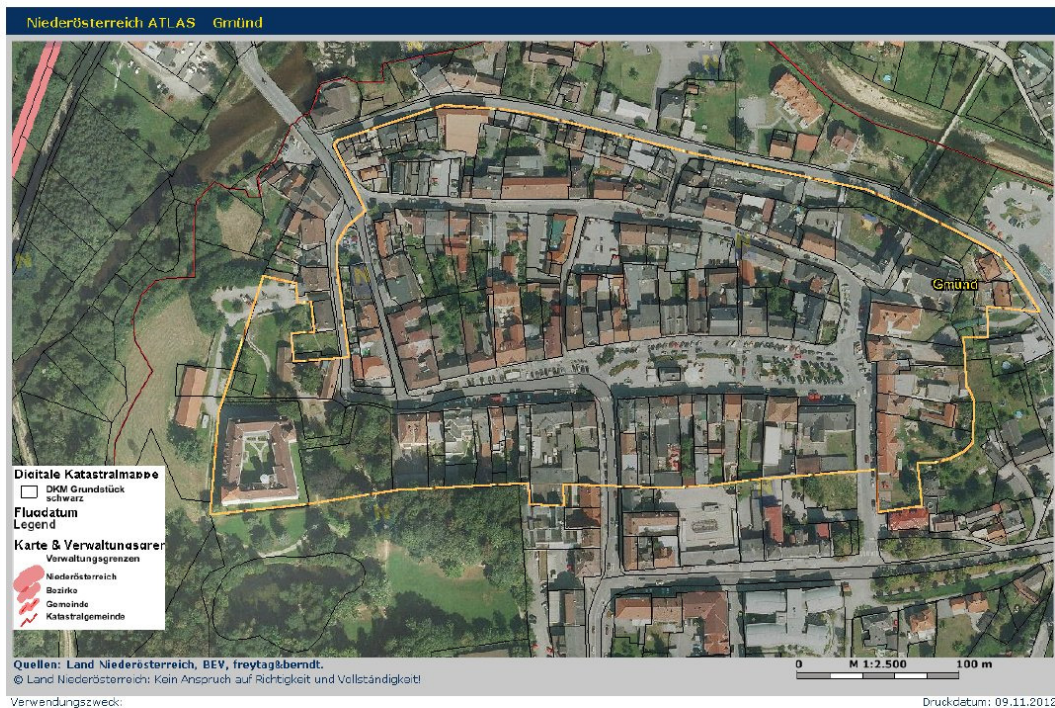 Niederösterreich ATLAS Gmünd
Gmünd
Digitale Katastralmappe
DKM Grundstück
schwarz
Flugdatum
Legend
Karte & Verwaltungsgren
Verwaltungsgrenzen
Niederösterreich
Bezirke
Gemeinde
Katastralgemeinde
Quellen: Land Niederösterreich, BEV, freytag&berndt.
© Land Niederösterreich: Kein Anspruch auf Richtigkeit und Vollständigkeit!
0 M 1:2.500 100 m
Verwendungszweck:
Druckdatum: 09.11.2012